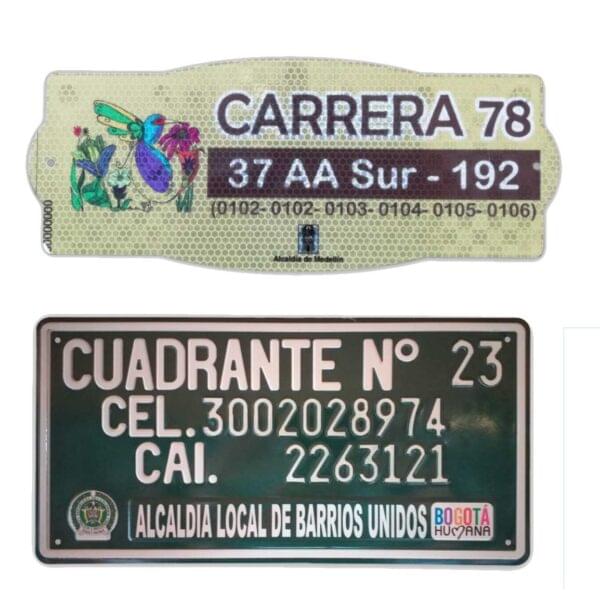 CARRERA 78
37 AA Sur - 192
(0102- 0102- 0103- 0104- 0105- 0106)
Alcaldía de Medellín
CUADRANTE Nº 23
CEL. 3002028974
CAI. 2263121
ALCALDIA LOCAL DE BARRIOS UNIDOS
BOGOTÁ
HUMANA